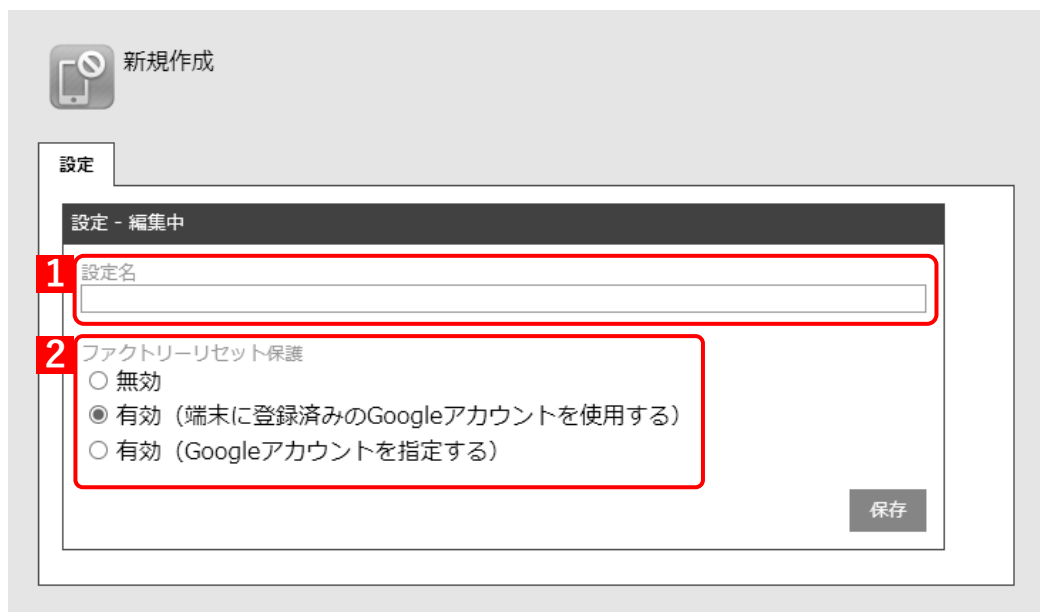 新規作成
設定
設定 - 編集中
1
設定名
2
ファクトリーリセット保護
無効
有効（端末に登録済みのGoogleアカウントを使用する）
有効（Googleアカウントを指定する）
保存